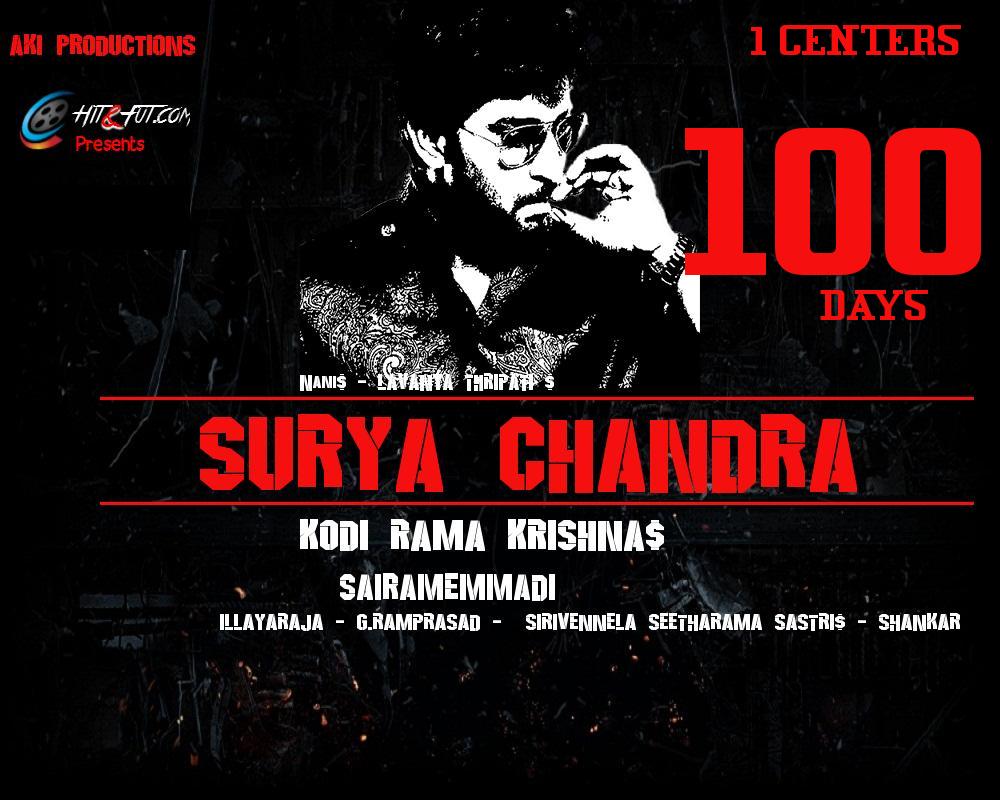 AKI PRODUCTIONS
HIT&FUT.COM
Presents
1 CENTERS
100
DAYS
NANI$ - LAVANYA THRIPATI $
SURYA CHANDRA
KODI RAMA KRISHNA$
SAIRAMEMMADI
ILLAYARAJA - G.RAMPRASAD - SIRIVENNELA SEETHARAMA SASTRI$ - SHANKAR